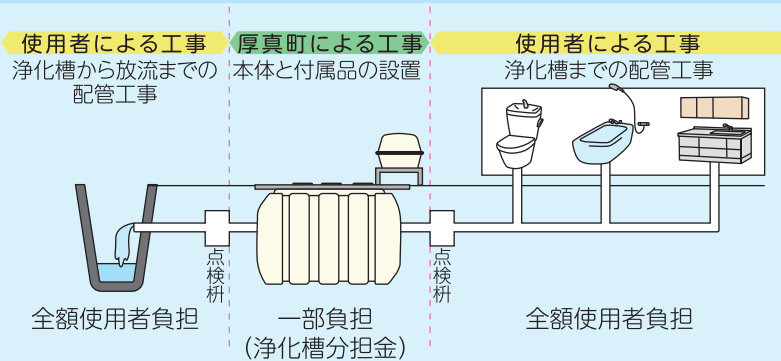 使用者による工事
浄化槽から放流までの
配管工事
厚真町による工事
本体と付属品の設置
使用者による工事
浄化槽までの配管工事
点検枡
点検枡
全額使用者負担
一部負担
（浄化槽分担金）
全額使用者負担